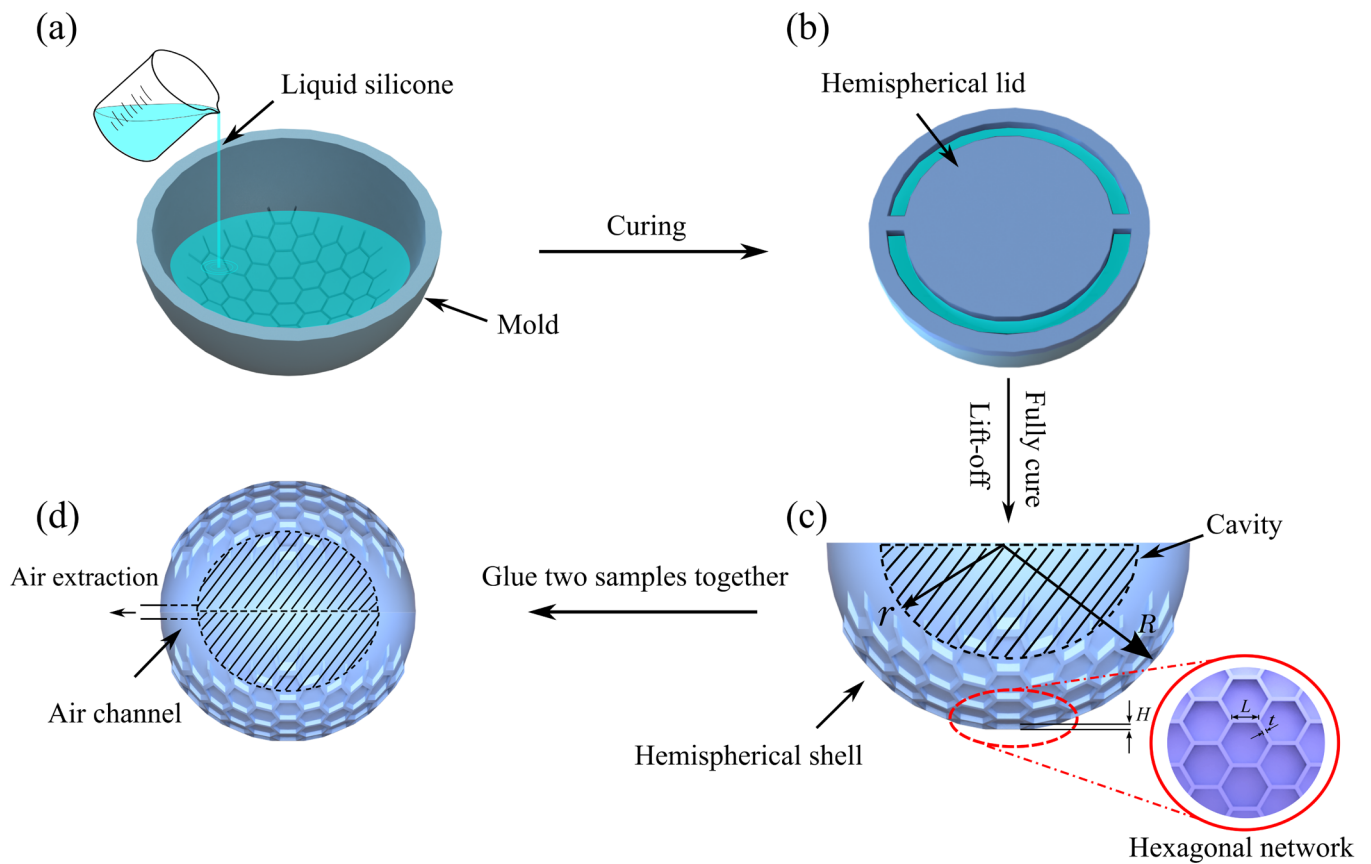 (a)
Liquid silicone
Mold
Curing
(b)
Hemispherical lid
Fully cure
Lift-off
(c)
Cavity
r
R
H
L
t
Hemispherical shell
Hexagonal network
Glue two samples together
(d)
Air extraction
Air channel